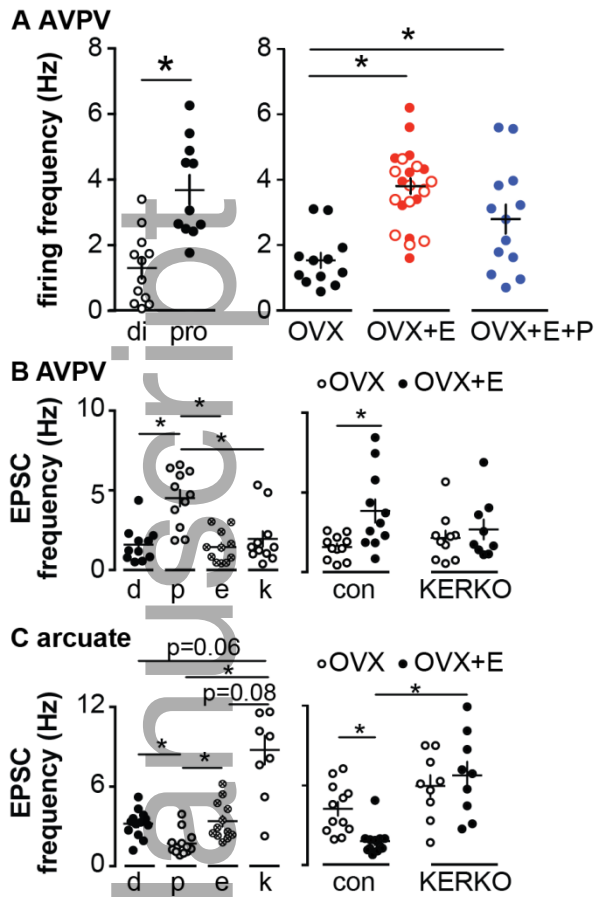 A AVPV
firing frequency (Hz)
8
6
4
2
0
*
di pro
8
6
4
2
0
*
*
OVX OVX+E OVX+E+P
B AVPV
OVX OVX+E
EPSC
frequency (Hz)
10
5
0
*
*
*
d p e k
*
con KERKO
C arcuate
OVX OVX+E
EPSC
frequency (Hz)
12
6
0
p=0.06
*
p=0.08
*
*
d p e k
*
*
con KERKO
anuscript